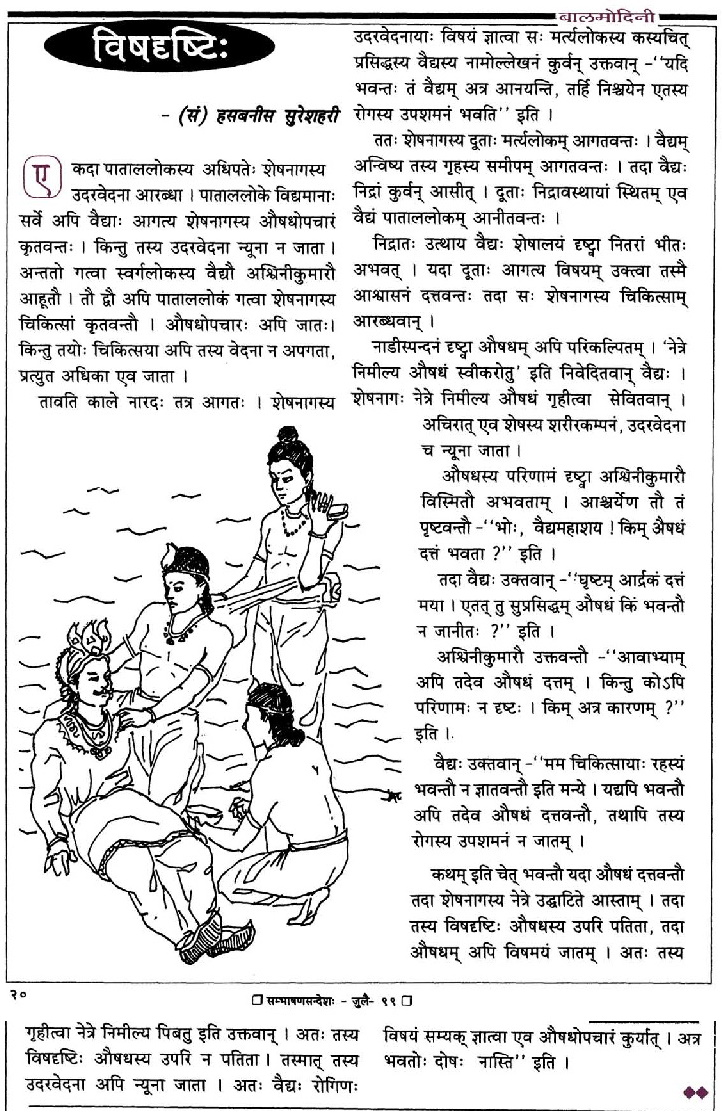 बालमोदिनी
विषदृष्टिः
- (सं) हसबनीस सुरेशहरी
एकदा पाताललोकस्य अधिपतेः शेषनागस्य
उदरवेदना आरब्धा । पाताललोके विद्यमानाः
सर्वे अपि वैद्याः आगत्य शेषनागस्य औषधोपचारं
कृतवन्तः । किन्तु तस्य उदरवेदना न्यूना न जाता ।
अन्ततो गत्वा स्वर्गलोकस्य वैद्यौ अश्विनीकुमारौ
आहूतौ । तौ द्वौ अपि पाताललोकं गत्वा शेषनागस्य
चिकित्सां कृतवन्तौ । औषधोपचारः अपि जातः।
किन्तु तयोः चिकित्सया अपि तस्य वेदना न अपगता,
प्रत्युत अधिका एव जाता ।
तावति काले नारदः तत्र आगतः । शेषनागस्य
उदरवेदनायाः विषयं ज्ञात्वा सः मर्त्यलोकस्य कस्यचित्
प्रसिद्धस्य वैद्यस्य नामोल्लेखनं कुर्वन् उक्तवान् -“यदि
भवन्तः तं वैद्यम् अत्र आनयन्ति, तर्हि निश्चयेन एतस्य
रोगस्य उपशमनं भवति” इति ।
ततः शेषनागस्य दूताः मर्त्यलोकम् आगतवन्तः । वैद्यम्
अन्विष्य तस्य गृहस्य समीपम् आगतवन्तः । तदा वैद्यः
निद्रां कुर्वन् आसीत् । दूताः निद्रावस्थायां स्थितम् एव
वैद्यं पाताललोकम् आनीतवन्तः ।
निद्रातः उत्थाय वैद्यः शेषालयं दृष्ट्वा नितरां भीतः
अभवत् । यदा दूताः आगत्य विषयम् उक्त्वा तस्मै
आश्वासनं दत्तवन्तः तदा सः शेषनागस्य चिकित्साम्
आरब्धवान् ।
नाडीस्पन्दनं दृष्ट्वा औषधम् अपि परिकल्पितम् । ‘नेत्रे
निमील्य औषधं स्वीकरोतु’ इति निवेदितवान् वैद्यः ।
शेषनागः नेत्रे निमील्य औषधं गृहीत्वा सेवितवान् ।
अचिरात् एव शेषस्य शरीरकम्पनं, उदरवेदना
च न्यूना जाता ।
औषधस्य परिणामं दृष्ट्वा अश्विनीकुमारौ
विस्मितौ अभवताम् । आश्चर्येण तौ तं
पृष्टवन्तौ -“भोः, वैद्यमहाशय ! किम् औषधं
दत्तं भवता ?” इति ।
तदा वैद्यः उक्तवान् -“घृष्टम् आर्द्रकं दत्तं
मया । एतत् तु सुप्रसिद्धम् औषधं किं भवन्तौ
न जानीतः ?” इति ।
अश्विनीकुमारौ उक्तवन्तौ -“आवाभ्याम्
अपि तदेव औषधं दत्तम् । किन्तु कोऽपि
परिणामः न दृष्टः । किम् अत्र कारणम् ?”
इति ।
वैद्यः उक्तवान् -“मम चिकित्सायाः रहस्यं
भवन्तौ न ज्ञातवन्तौ इति मन्ये । यद्यपि भवन्तौ
अपि तदेव औषधं दत्तवन्तौ, तथापि तस्य
रोगस्य उपशमनं न जातम् ।
कथम् इति चेत् भवन्तौ यदा औषधं दत्तवन्तौ
तदा शेषनागस्य नेत्रे उद्घाटिते आस्ताम् । तदा
तस्य विषदृष्टिः औषधस्य उपरि पतिता, तदा
औषधम् अपि विषमयं जातम् । अतः तस्य
२०
❐ सम्भाषणसन्देशः - जुलै- ९९ ❐
गृहीत्वा नेत्रे निमील्य पिबतु इति उक्तवान् । अतः तस्य
विषदृष्टिः औषधस्य उपरि न पतिता । तस्मात् तस्य
उदरवेदना अपि न्यूना जाता । अतः वैद्यः रोगिणः
विषयं सम्यक् ज्ञात्वा एव औषधोपचारं कुर्यात् । अत्र
भवतोः दोषः नास्ति” इति ।